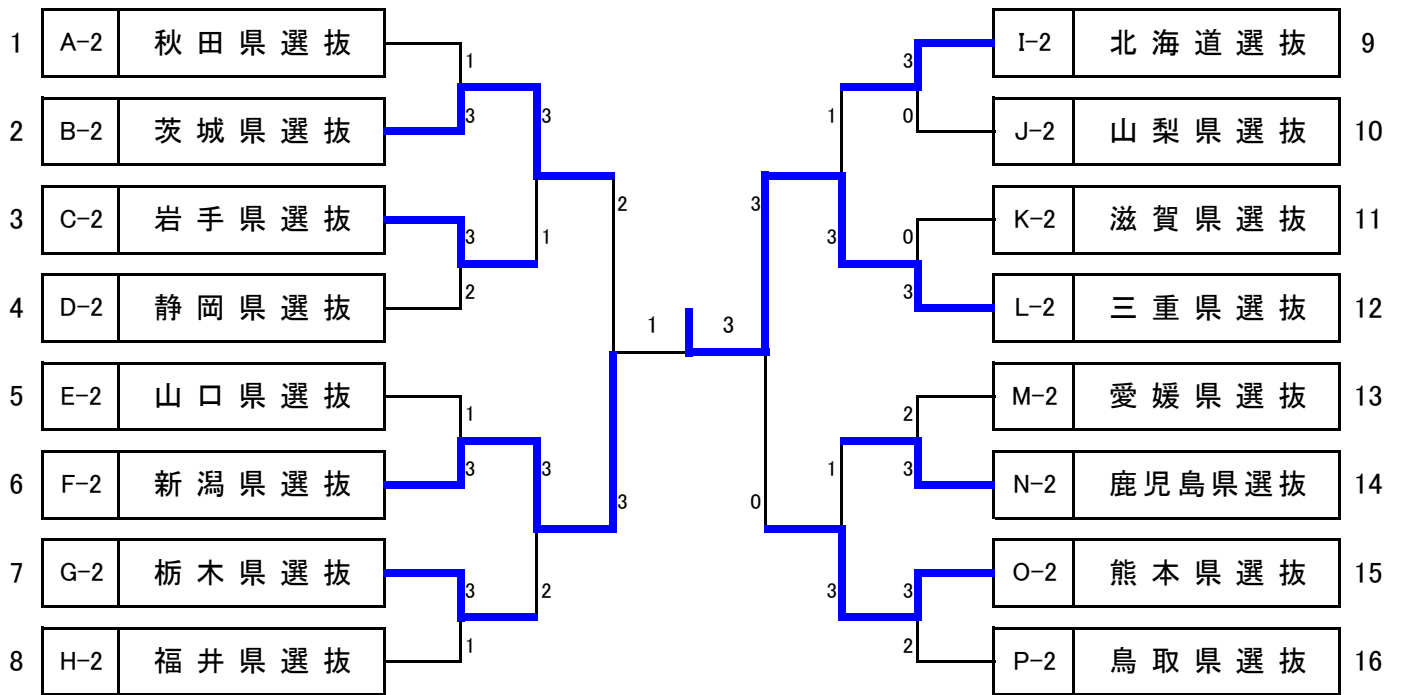 1 A-2 秋田県選抜
1
2 B-2 茨城県選抜
3
3
3 C-2 岩手県選抜
3
1
2
4 D-2 静岡県選抜
2
1
5 E-2 山口県選抜
1
6 F-2 新潟県選抜
3
3
3
7 G-2 栃木県選抜
3
2
8 H-2 福井県選抜
1
I-2 北海道選抜 9
3
1
0
J-2 山梨県選抜 10
3
K-2 滋賀県選抜 11
3
0
3
L-2 三重県選抜 12
3
M-2 愛媛県選抜 13
2
1
3
N-2 鹿児島県選抜 14
0
O-2 熊本県選抜 15
3
3
2
P-2 鳥取県選抜 16